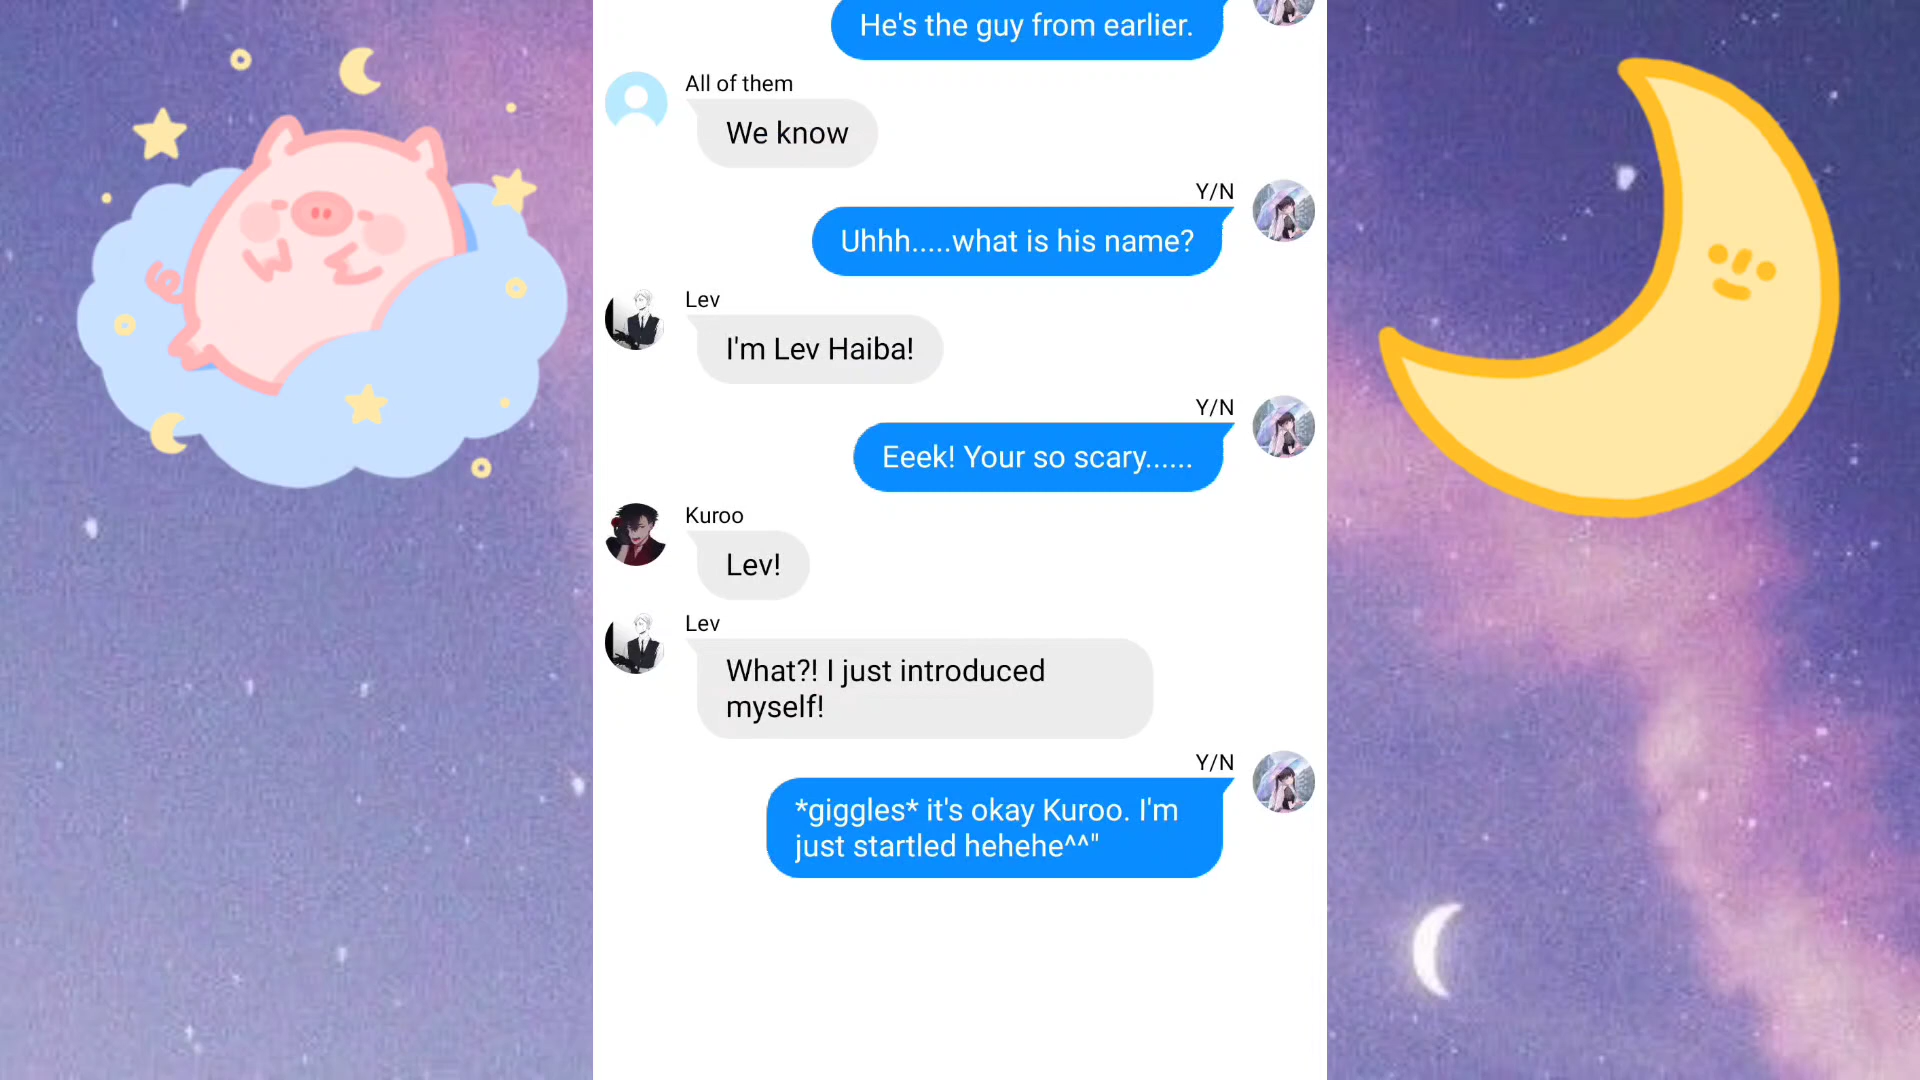 He's the guy from earlier.
All of them
We know
Y/N
Uhhh.....what is his name?
Lev
I'm Lev Haiba!
Y/N
Eeek! Your so scary......
Kuroo
Lev!
Lev
What?! I just introduced
myself!
Y/N
*giggles* it's okay Kuroo. I'm
just startled hehehe^^"